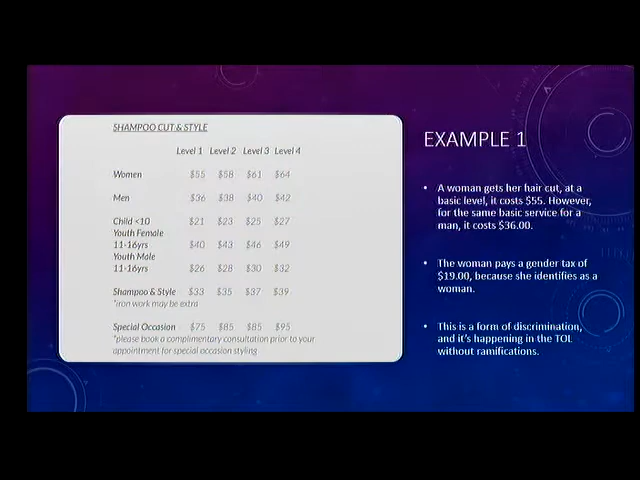 SHAMPOO CUT & STYLE
Level 1 Level 2 Level 3 Level 4
Women $55 $58 $61 $64
Men $36 $38 $40 $42
Child <10 $21 $23 $25 $27
Youth Female
11-16yrs $40 $43 $46 $49
Youth Male
11-16yrs $26 $28 $30 $32
Shampoo & Style $33 $35 $37 $39
*iron work may be extra
Special Occasion $75 $85 $85 $95
*please book a complimentary consultation prior to your
appointment for special occasion styling
EXAMPLE 1
• A woman gets her hair cut, at a
basic level, it costs $55. However,
for the same basic service for a
man, it costs $36.00.
• The woman pays a gender tax of
$19.00, because she identifies as a
woman.
• This is a form of discrimination,
and it's happening in the TOL
without ramifications.